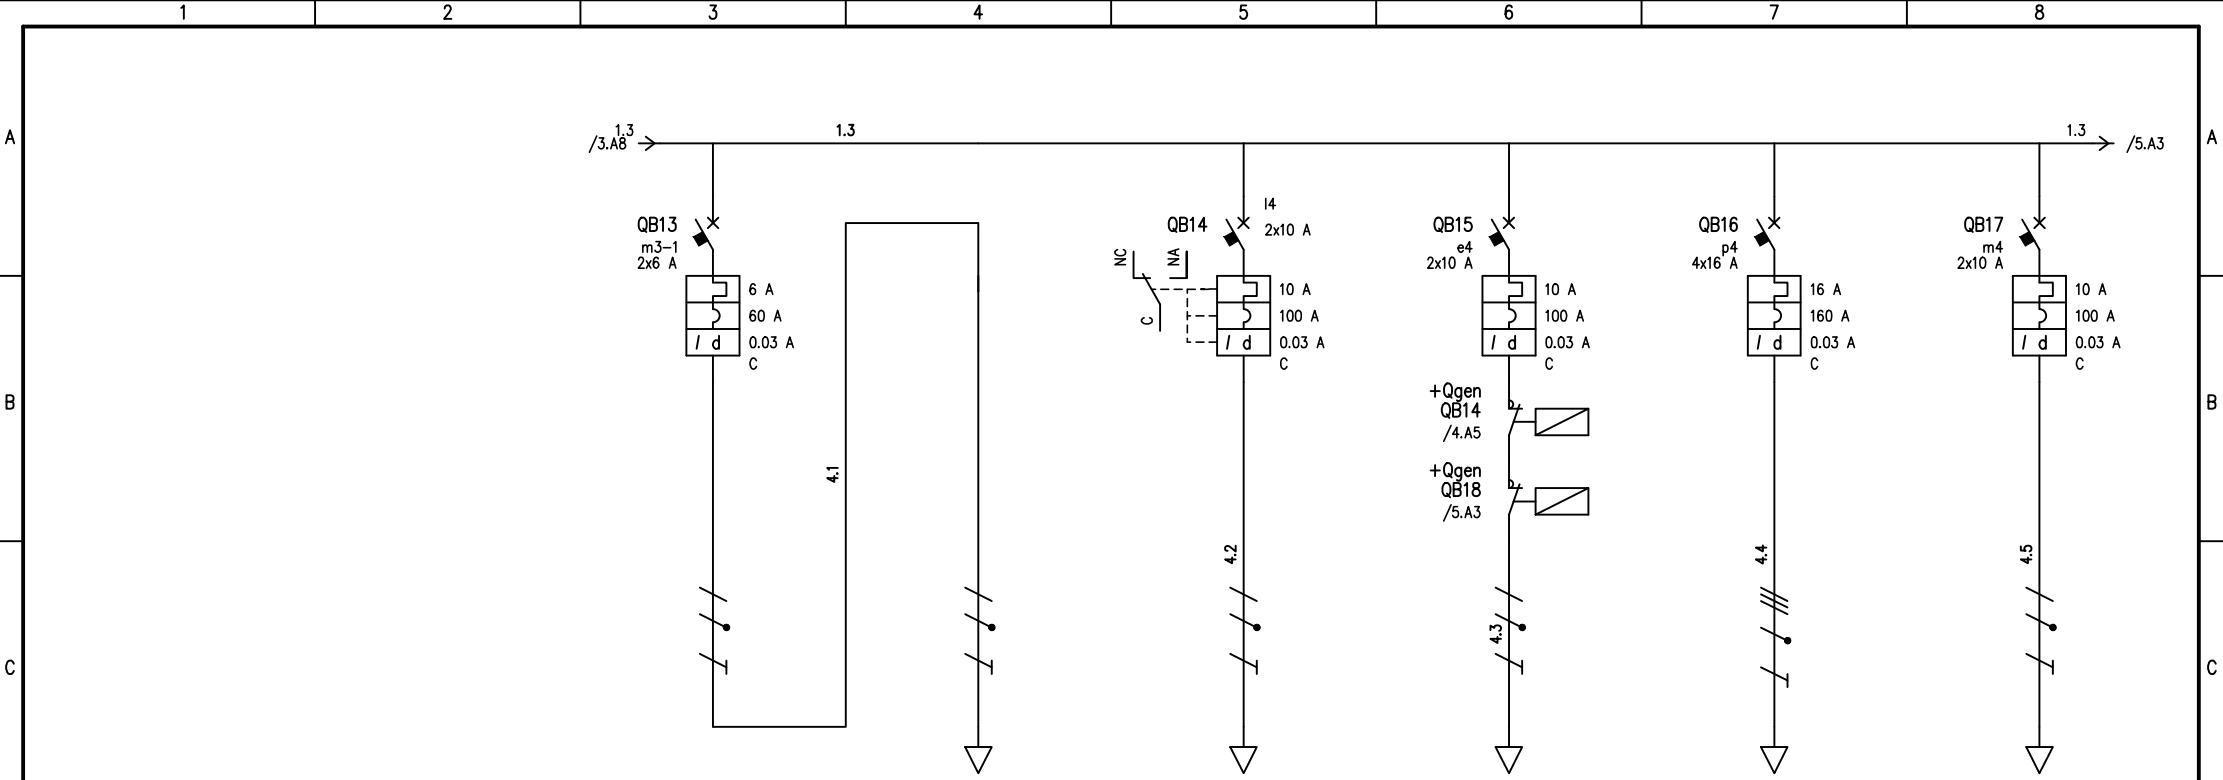 1 2 3 4 5 6 7 8
A A
1.3 1.3 1.3
/3.A8 /5.A3
QB13
m3-1
2x6 A
6 A
60 A
I d 0.03 A
C
4.1
QB14
I4
2x10 A
NC NA
C
10 A
100 A
I d 0.03 A
C
4.2
QB15
e4
2x10 A
10 A
100 A
I d 0.03 A
C
+Qgen
QB14
/4.A5
+Qgen
QB18
/5.A3
4.3
QB16
p4
4x16 A
16 A
160 A
I d 0.03 A
C
4.4
QB17
m4
2x10 A
10 A
100 A
I d 0.03 A
C
4.5
B B
C C